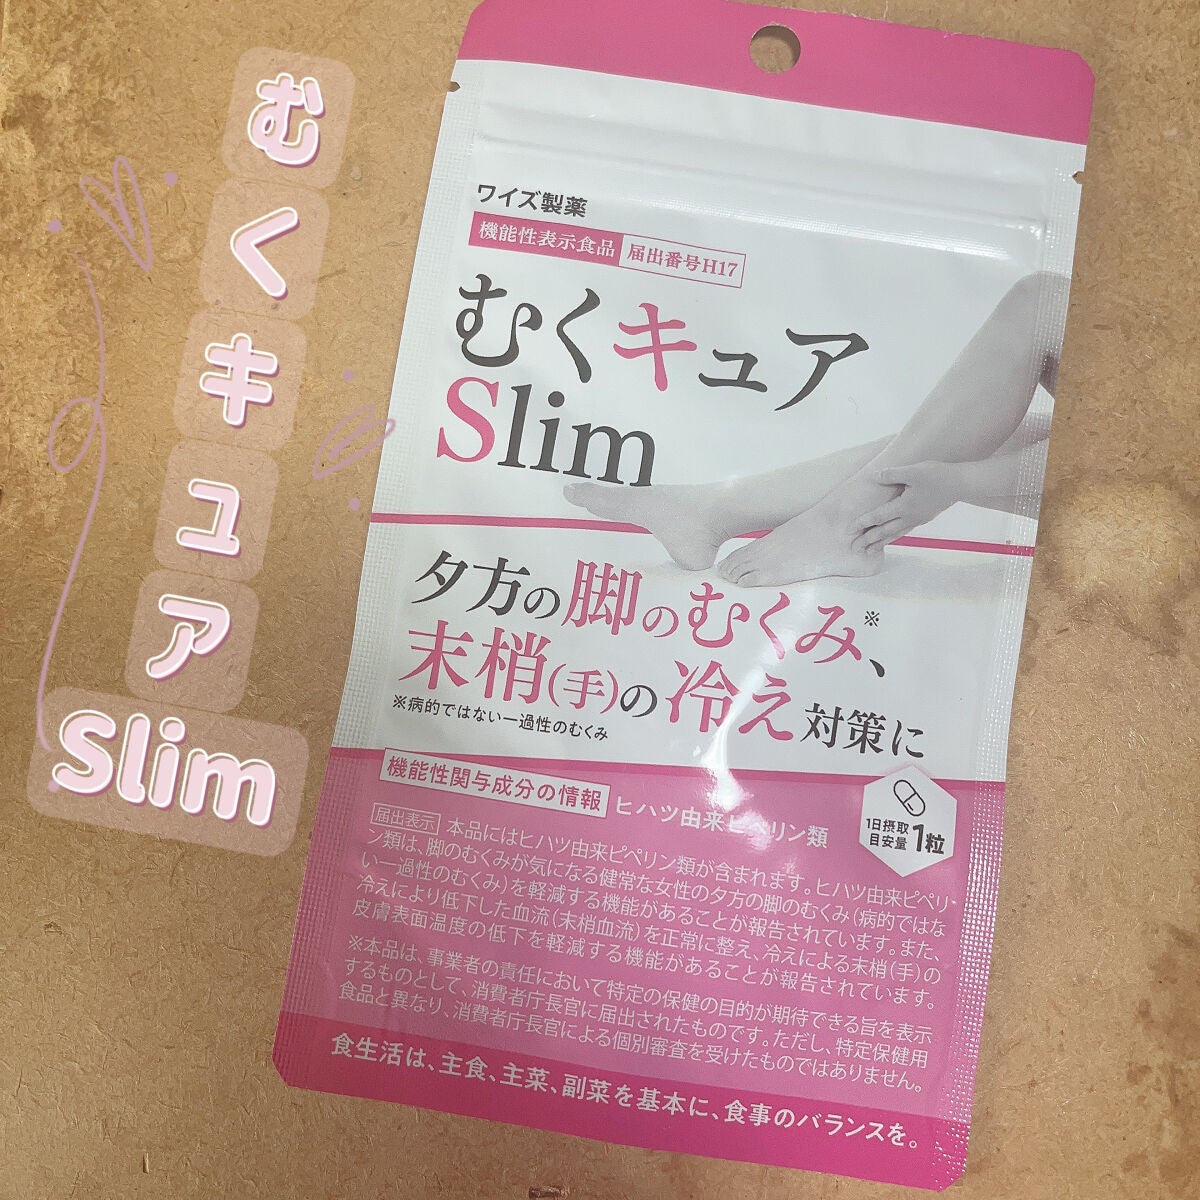 むくキュア
Slim
ワイズ製薬
機能性表示食品 届出番号H17
むくキュア
Slim
夕方の脚のむくみ※、
末梢(手)の冷え対策に
※病的ではない一過性のむくみ
機能性関与成分の情報 ヒハツ由来ピペリン類
1日摂取
目安量 1粒
届出表示 本品にはヒハツ由来ピペリン類が含まれます。ヒハツ由来ピペリ
ン類は、脚のむくみが気になる健常な女性の夕方の脚のむくみ(病的ではな
い一過性のむくみ)を軽減する機能があることが報告されています。また、
冷えにより低下した血流(末梢血流)を正常に整え、冷えによる末梢(手)の
皮膚表面温度の低下を軽減する機能があることが報告されています。
※本品は、事業者の責任において特定の保健の目的が期待できる旨を表示
するものとして、消費者庁長官に届出されたものです。ただし、特定保健用
食品と異なり、消費者庁長官による個別審査を受けたものではありません。
食生活は、主食、主菜、副菜を基本に、食事のバランスを。